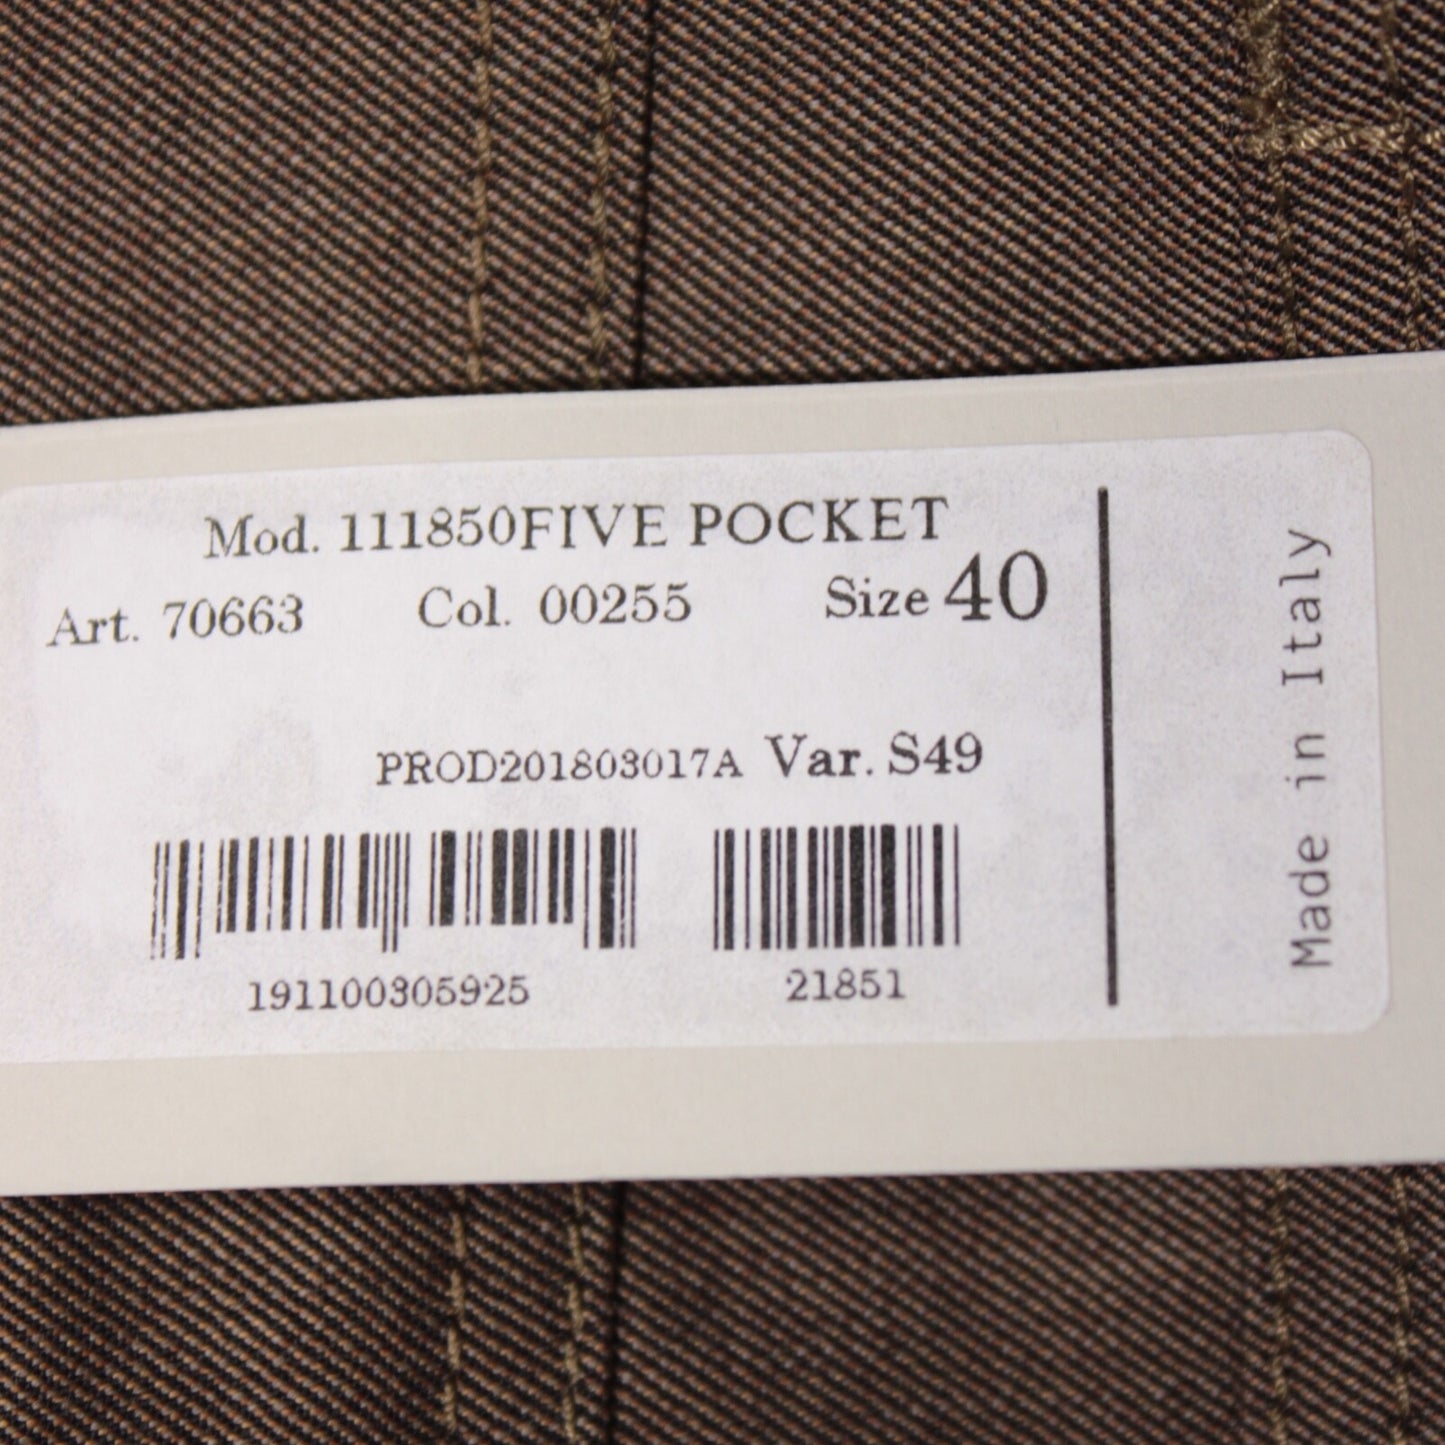 Mod. 111850FIVE POCKET
Art. 70663 Col. 00255 Size 40
PROD201803017A Var. S49
191100305925 21851
Made in Italy